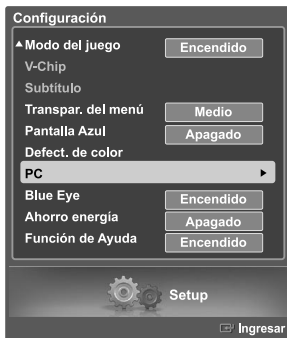 Configuración
Modo del juego Encendido
V-Chip
Subtítulo
Transpar. del menú Medio
Pantalla Azul Apagado
Defect. de color
PC
Blue Eye Encendido
Ahorro energía Apagado
Función de Ayuda Encendido
Setup
Ingresar